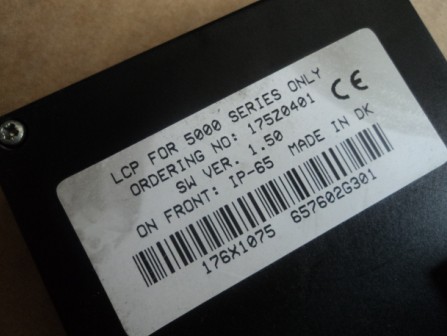 LCP FOR 5000 SERIES ONLY
ORDERING NO: 175Z0401 CE
SW VER. 1.50
ON FRONT: IP-65 MADE IN DK
176X1075 657602G301